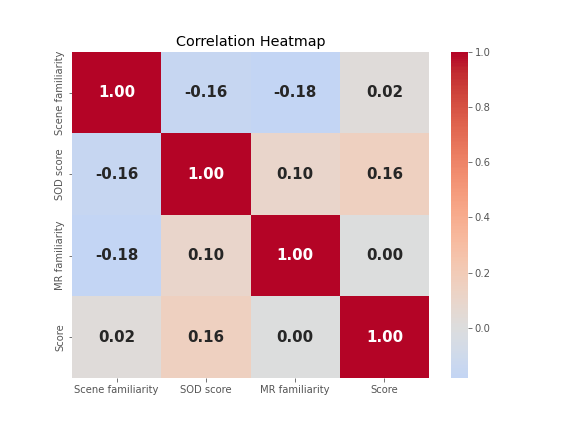 Correlation Heatmap
Scene familiarity
1.00
-0.16
-0.18
0.02
SOD score
-0.16
1.00
0.10
0.16
MR familiarity
-0.18
0.10
1.00
0.00
Score
0.02
0.16
0.00
1.00
Scene familiarity
SOD score
MR familiarity
Score
1.0
0.8
0.6
0.4
0.2
0.0